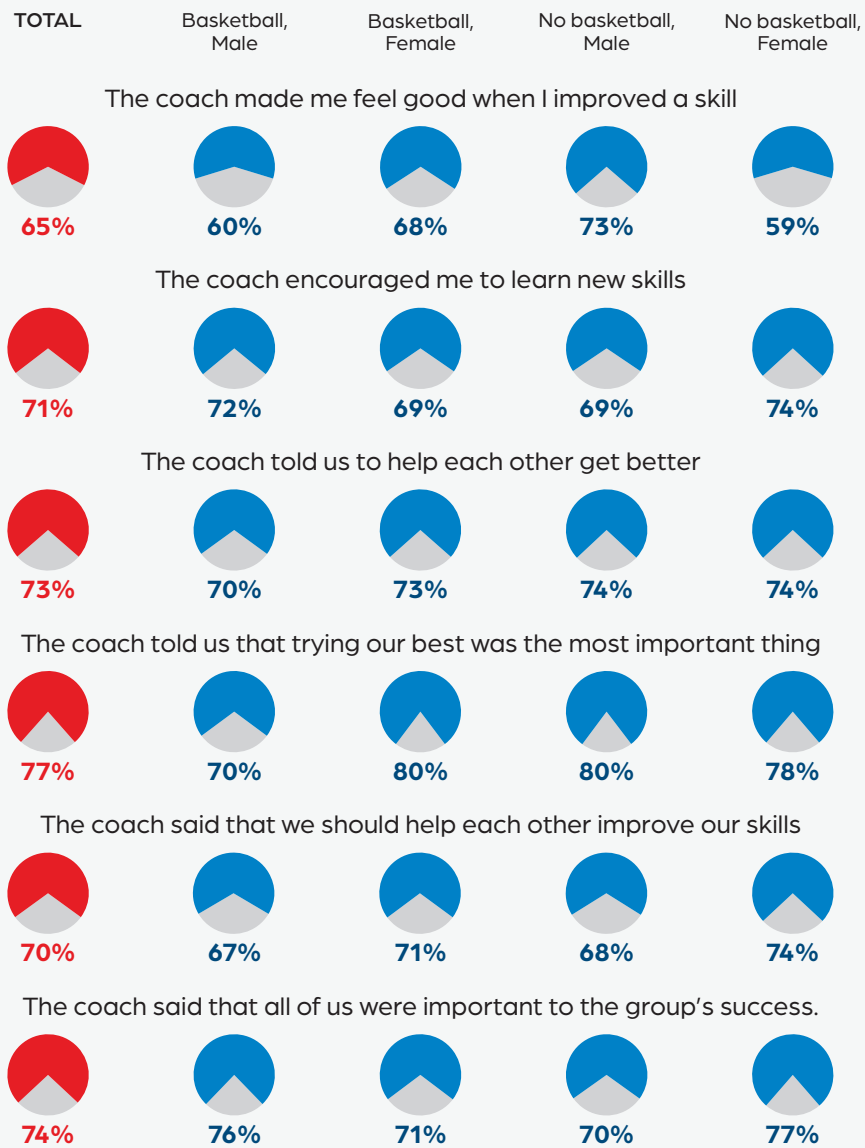 TOTAL Basketball, Male Basketball, Female No basketball, Male No basketball, Female
The coach made me feel good when I improved a skill
65% 60% 68% 73% 59%
The coach encouraged me to learn new skills
71% 72% 69% 69% 74%
The coach told us to help each other get better
73% 70% 73% 74% 74%
The coach told us that trying our best was the most important thing
77% 70% 80% 80% 78%
The coach said that we should help each other improve our skills
70% 67% 71% 68% 74%
The coach said that all of us were important to the group's success.
74% 76% 71% 70% 77%